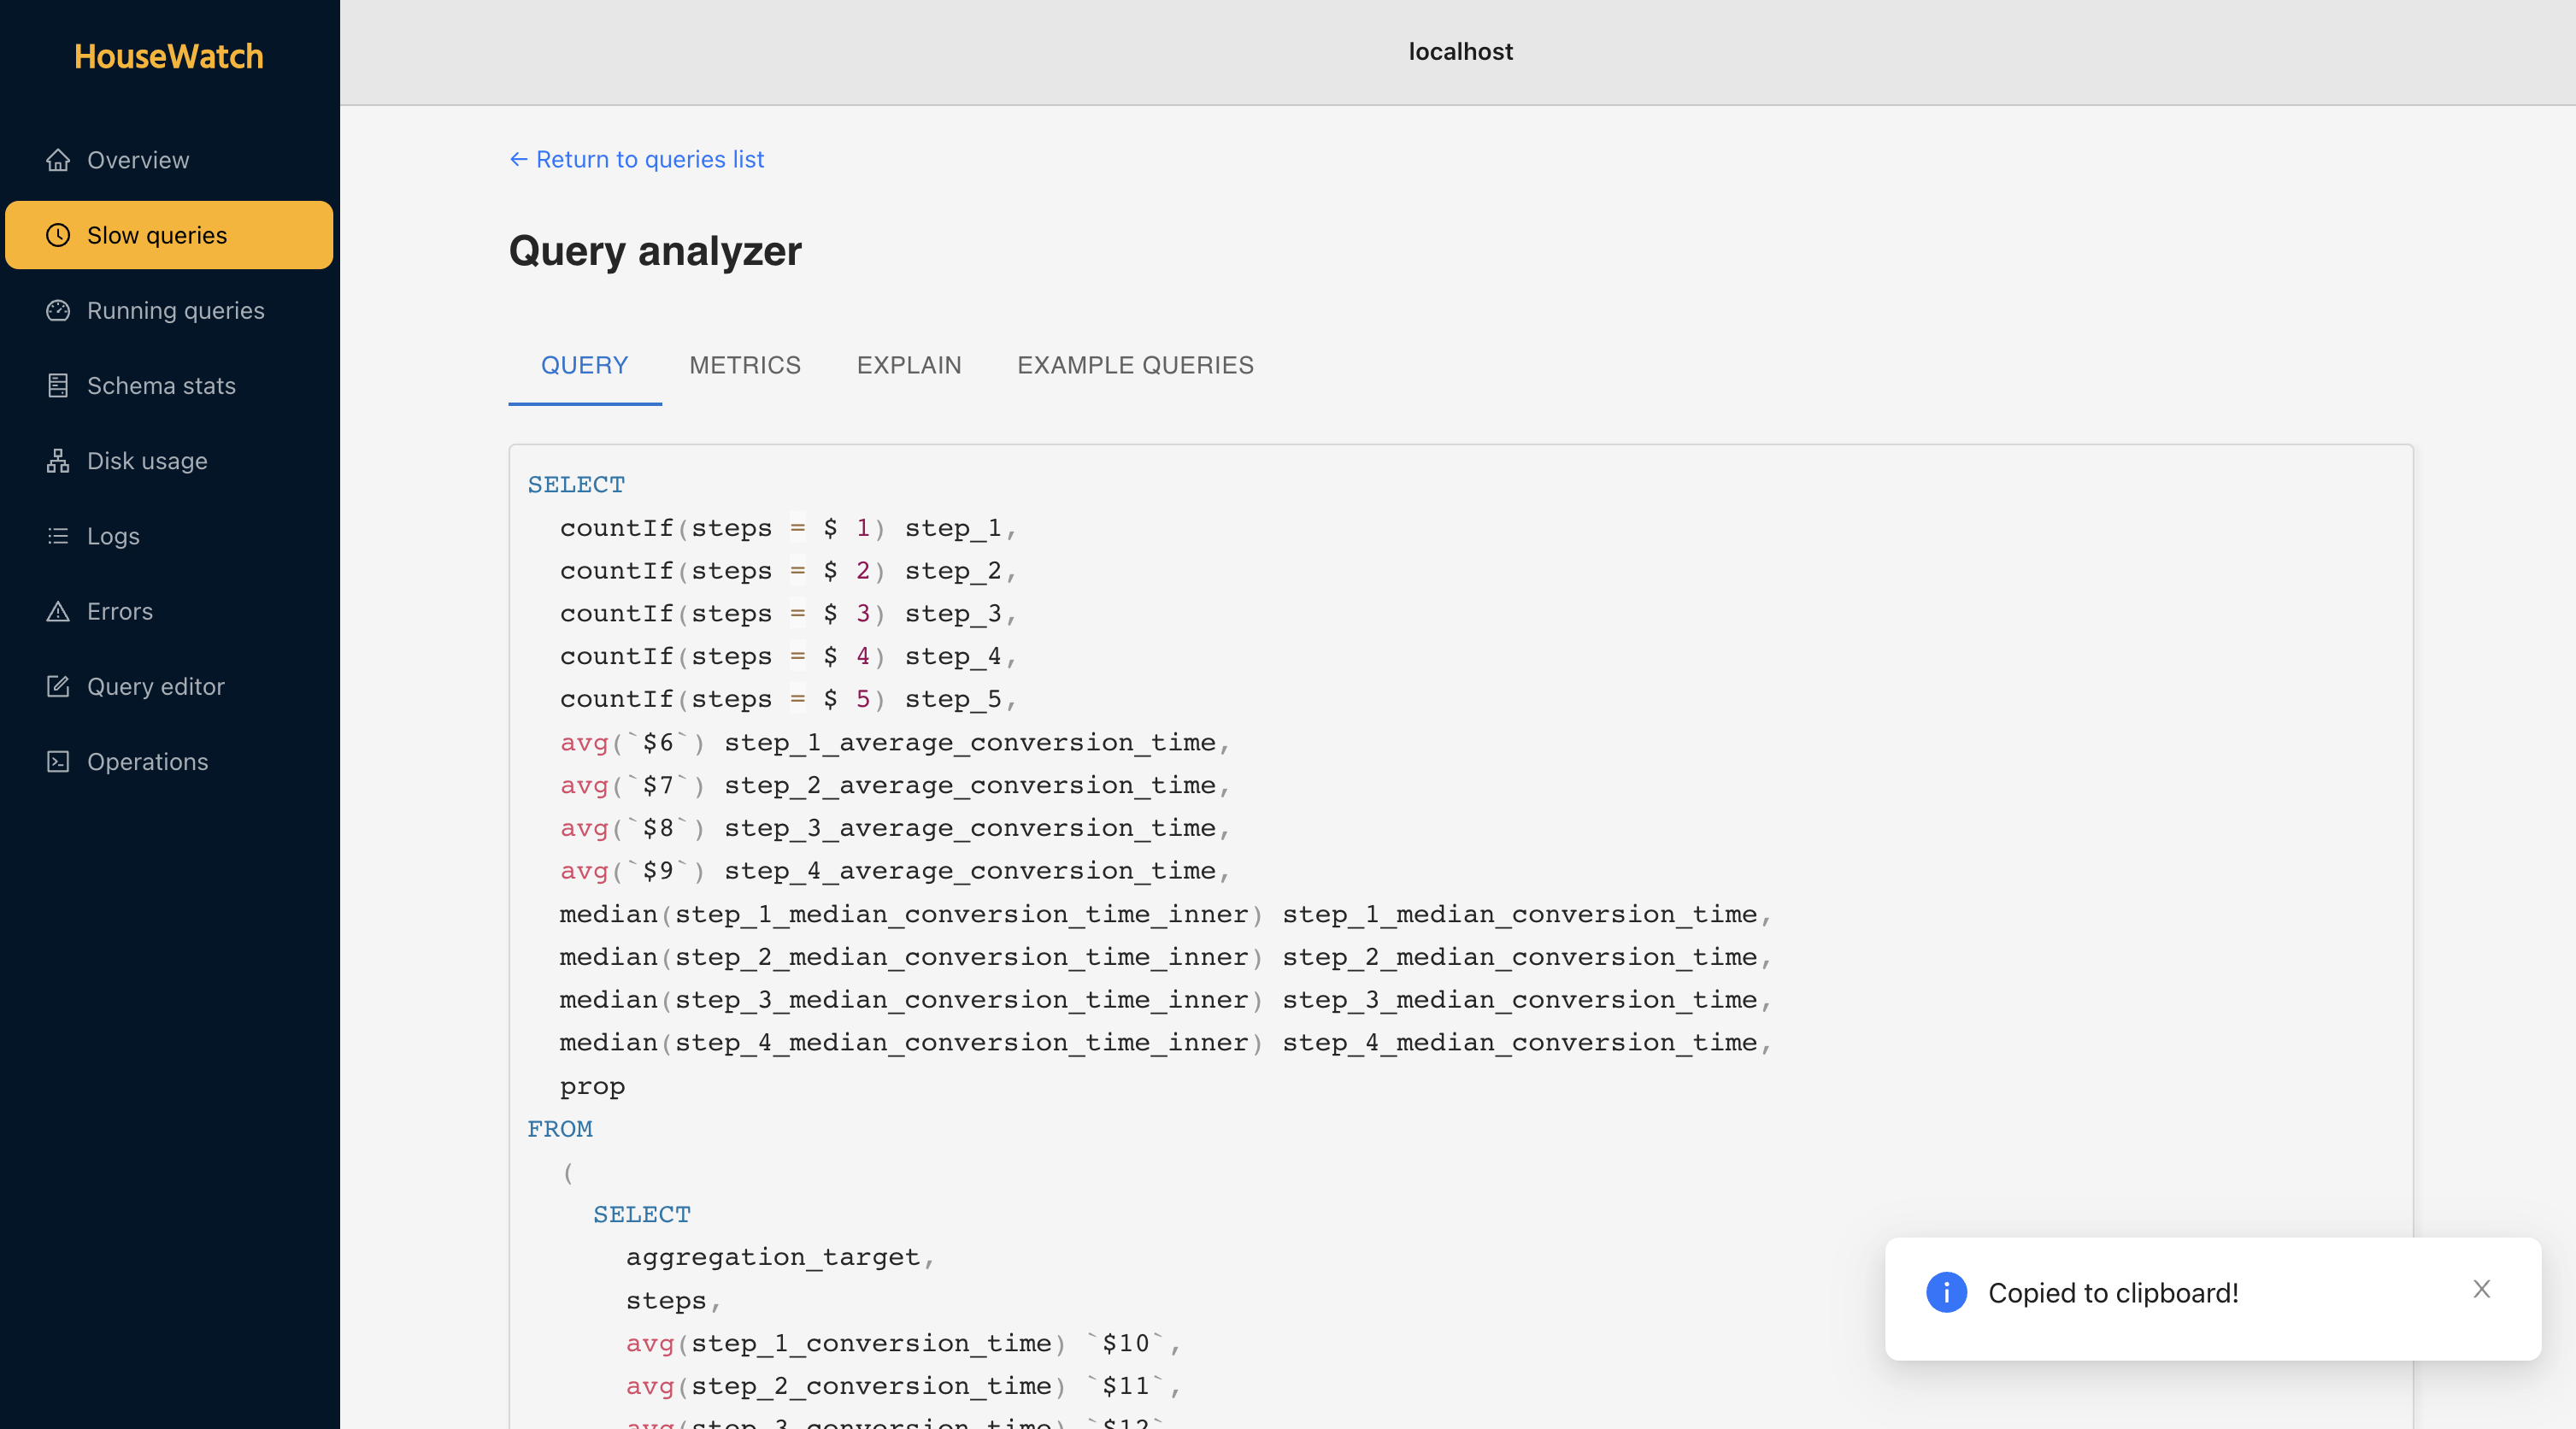 HouseWatch
Overview
Slow queries
Running queries
Schema stats
Disk usage
Logs
Errors
Query editor
Operations
localhost
← Return to queries list
Query analyzer
QUERY METRICS EXPLAIN EXAMPLE QUERIES
SELECT
countIf(steps = $ 1) step_1,
countIf(steps = $ 2) step_2,
countIf(steps = $ 3) step_3,
countIf(steps = $ 4) step_4,
countIf(steps = $ 5) step_5,
avg(`$6`) step_1_average_conversion_time,
avg(`$7`) step_2_average_conversion_time,
avg(`$8`) step_3_average_conversion_time,
avg(`$9`) step_4_average_conversion_time,
median(step_1_median_conversion_time_inner) step_1_median_conversion_time,
median(step_2_median_conversion_time_inner) step_2_median_conversion_time,
median(step_3_median_conversion_time_inner) step_3_median_conversion_time,
median(step_4_median_conversion_time_inner) step_4_median_conversion_time,
prop
FROM
(
SELECT
aggregation_target,
steps,
avg(step_1_conversion_time) `$10`,
avg(step_2_conversion_time) `$11`,
avg(step_3_conversion_time) `$12`
Copied to clipboard!